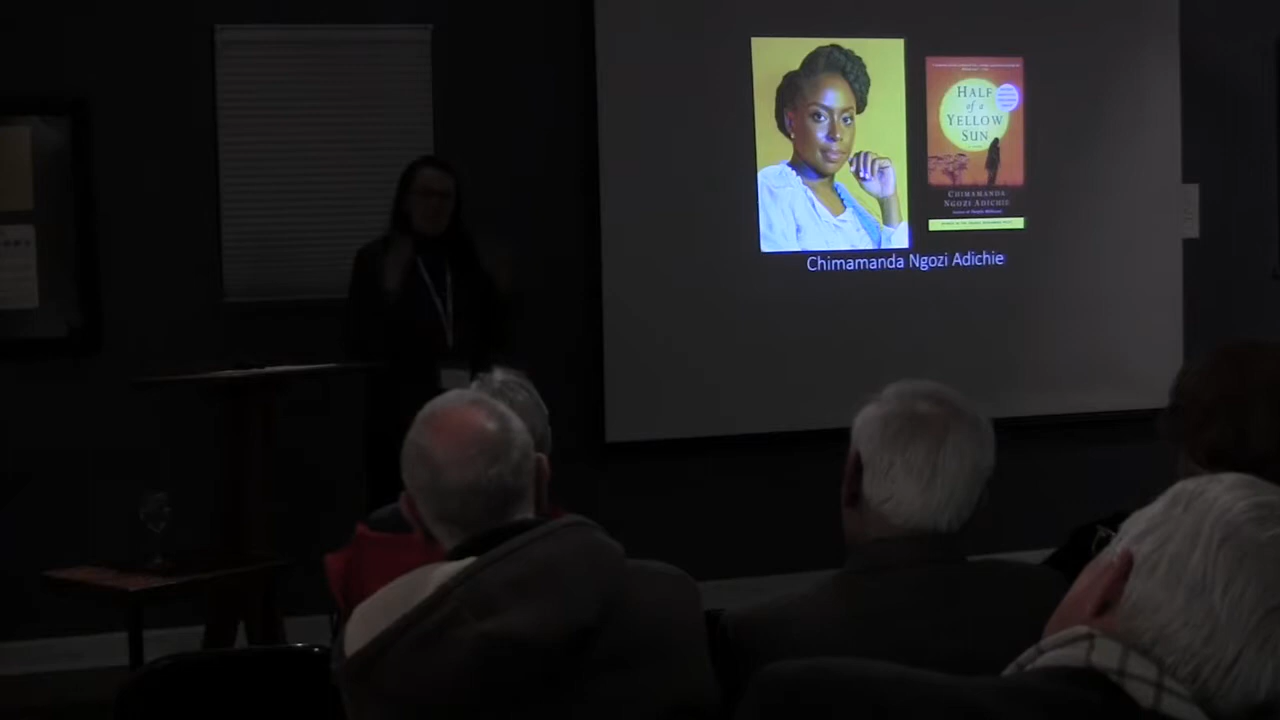 HALF
of a
YELLOW
SUN
CHIMAMANDA
NGOZI ADICHIE
Chimamanda Ngozi Adichie